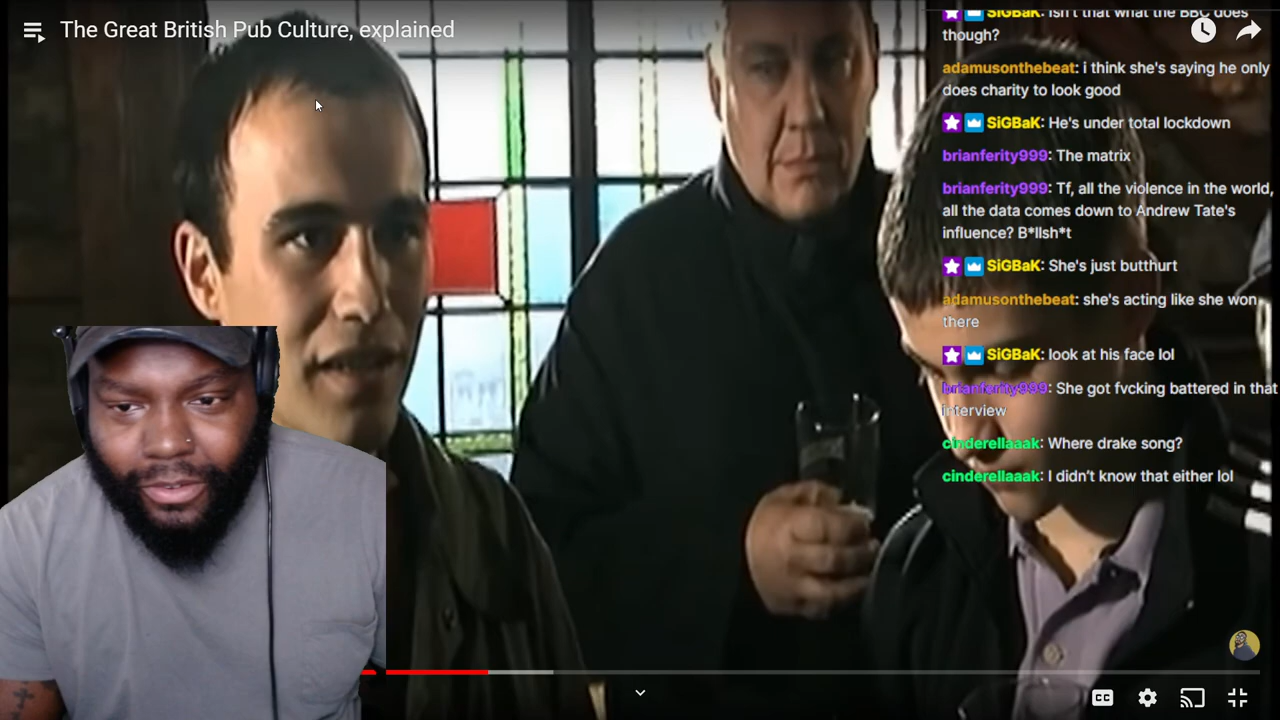 The Great British Pub Culture, explained
SiGBaK: Isn't that what the BBC does
though?
adamusonthebeat: i think she's saying he only
does charity to look good
SiGBaK: He's under total lockdown
brianferity999: The matrix
brianferity999: Tf, all the violence in the world,
all the data comes down to Andrew Tate's
influence? B*llsh*t
SiGBaK: She's just butthurt
adamusonthebeat: she's acting like she won
there
SiGBaK: look at his face lol
brianferity999: She got fvcking battered in that
interview
cinderellaaak: Where drake song?
cinderellaaak: I didn't know that either lol
CC